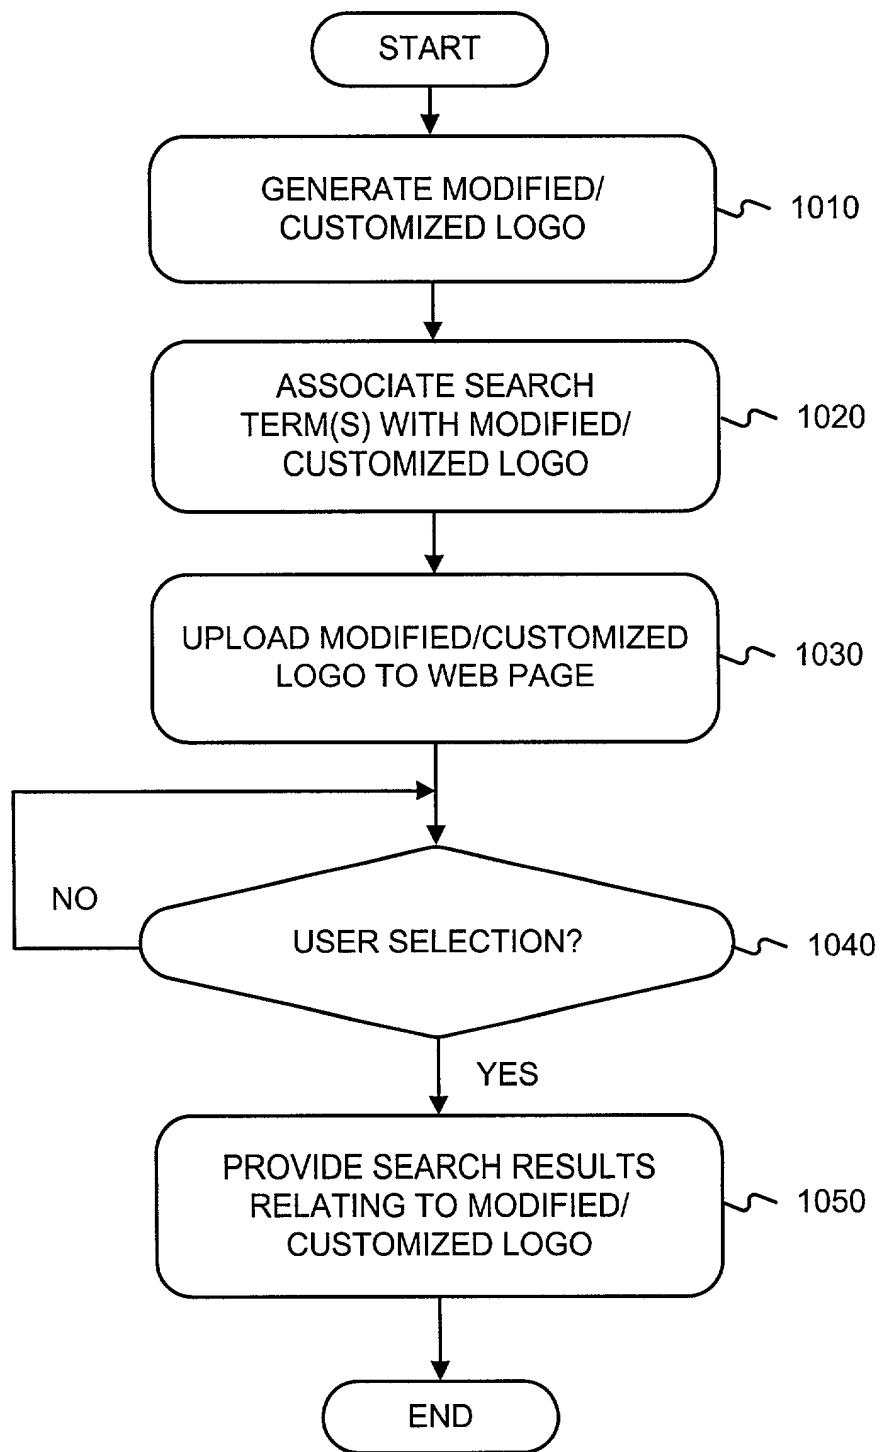 START
GENERATE MODIFIED/
CUSTOMIZED LOGO
1010
ASSOCIATE SEARCH
TERM(S) WITH MODIFIED/
CUSTOMIZED LOGO
1020
UPLOAD MODIFIED/CUSTOMIZED
LOGO TO WEB PAGE
1030
NO
USER SELECTION?
1040
YES
PROVIDE SEARCH RESULTS
RELATING TO MODIFIED/
CUSTOMIZED LOGO
1050
END